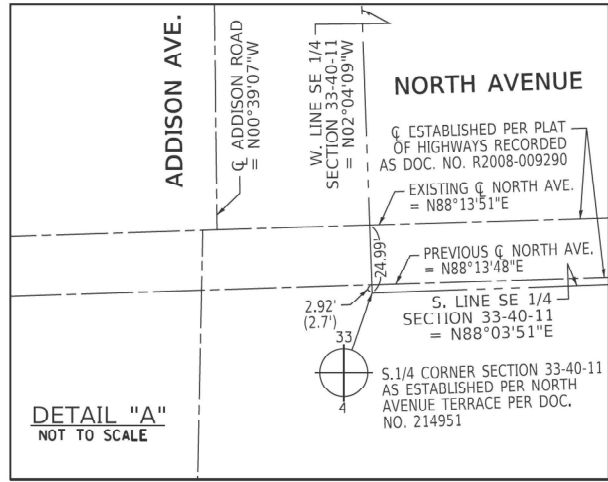 ADDISON AVE.
℄ ADDISON ROAD
= N00°39'07"W
W. LINE SE 1/4
SECTION 33-40-11
= N02°04'09"W
NORTH AVENUE
℄ ESTABLISHED PER PLAT
OF HIGHWAYS RECORDED
AS DOC. NO. R2008-009290
EXISTING ℄ NORTH AVE.
= N88°13'51"E
24.99'
PREVIOUS ℄ NORTH AVE.
= N88°13'48"E
2.92'
(2.7')
S. LINE SE 1/4
SECTION 33-40-11
= N88°03'51"E
33
4
S.1/4 CORNER SECTION 33-40-11
AS ESTABLISHED PER NORTH
AVENUE TERRACE PER DOC.
NO. 214951
DETAIL "A"
NOT TO SCALE